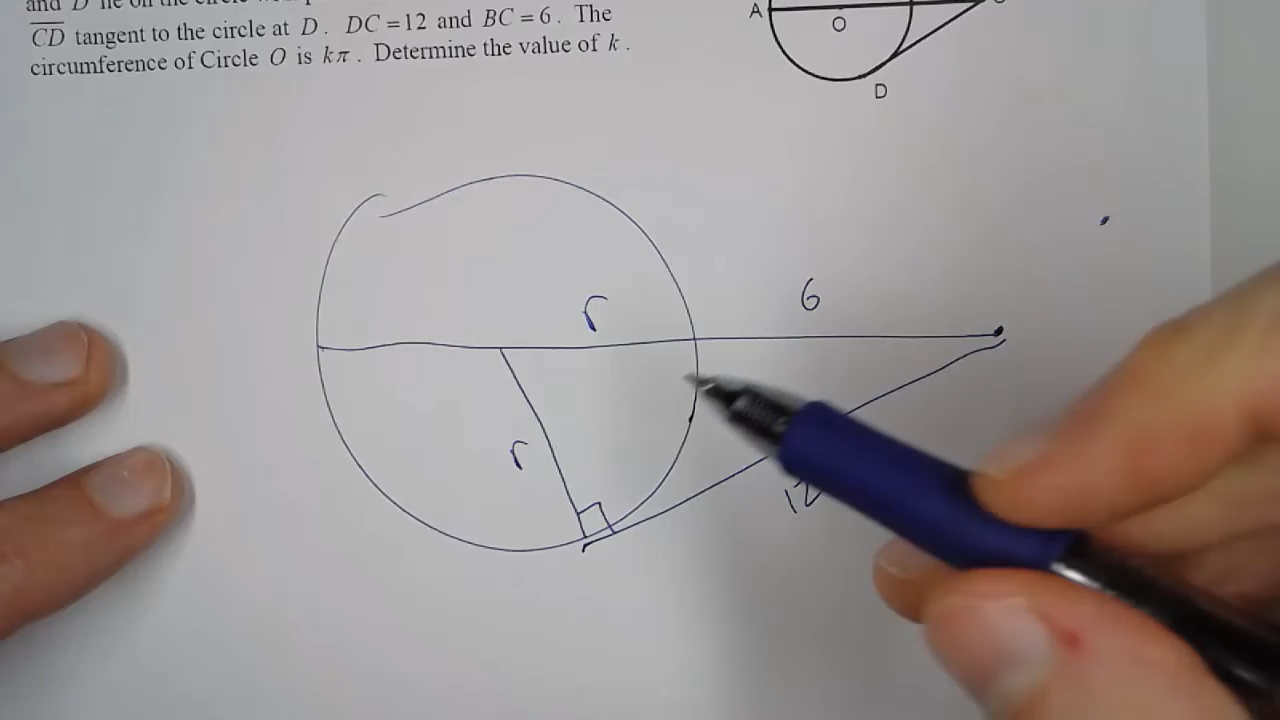 and D lie on the circle
CD tangent to the circle at D. DC = 12 and BC = 6. The
circumference of Circle O is kπ. Determine the value of k.
A
O
D
r
6
r
12